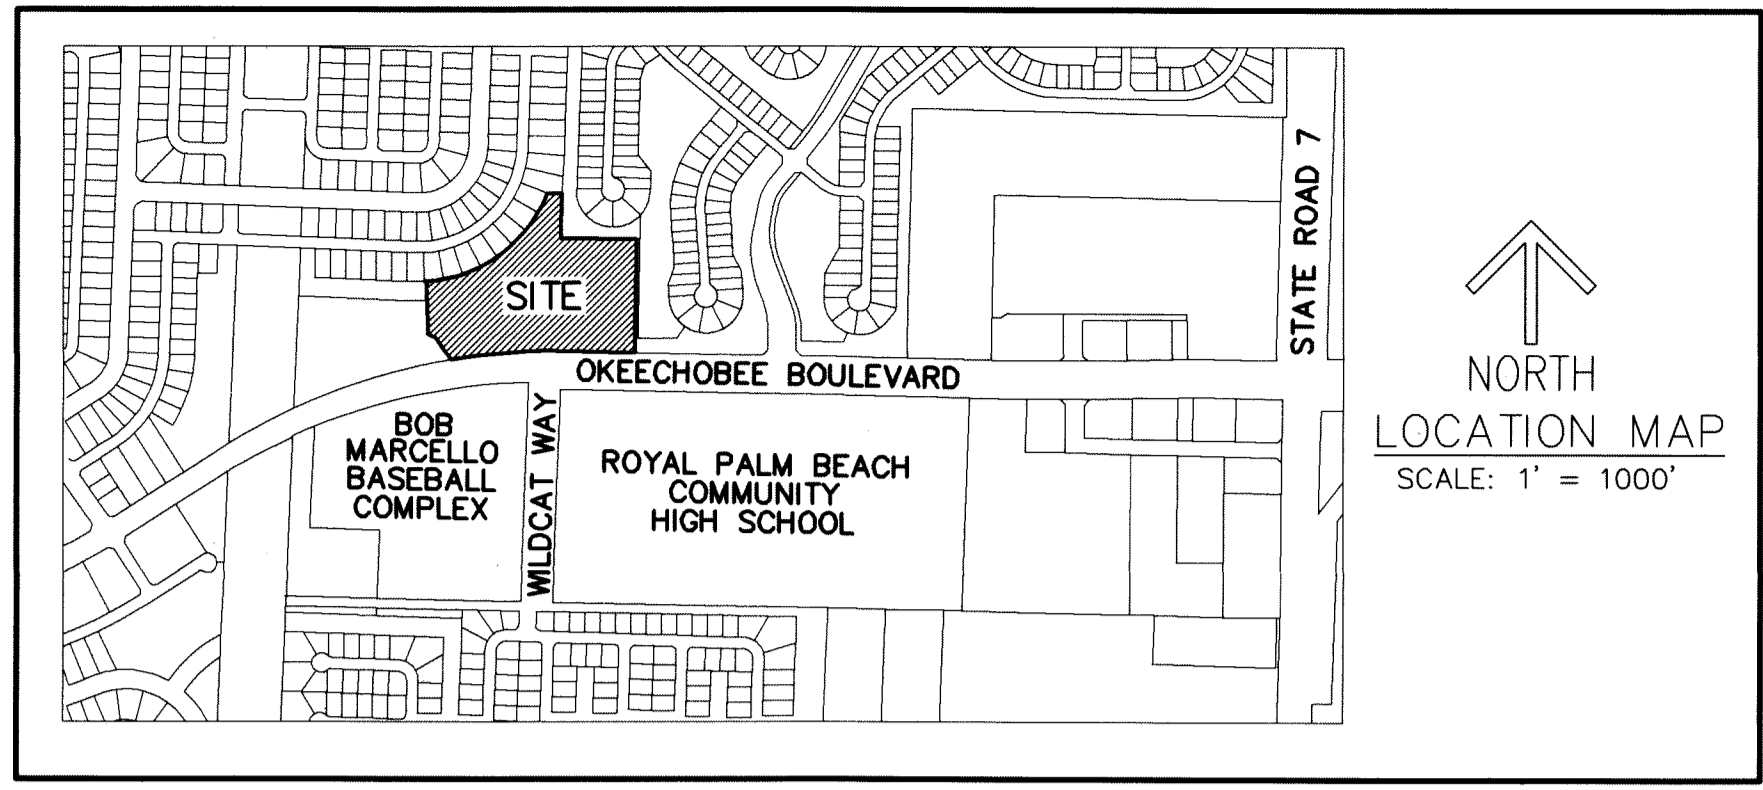 SITE
STATE ROAD 7
OKEECHOBEE BOULEVARD
BOB
MARCELLO
BASEBALL
COMPLEX
WILDCAT WAY
ROYAL PALM BEACH
COMMUNITY
HIGH SCHOOL
NORTH
LOCATION MAP
SCALE: 1' = 1000'